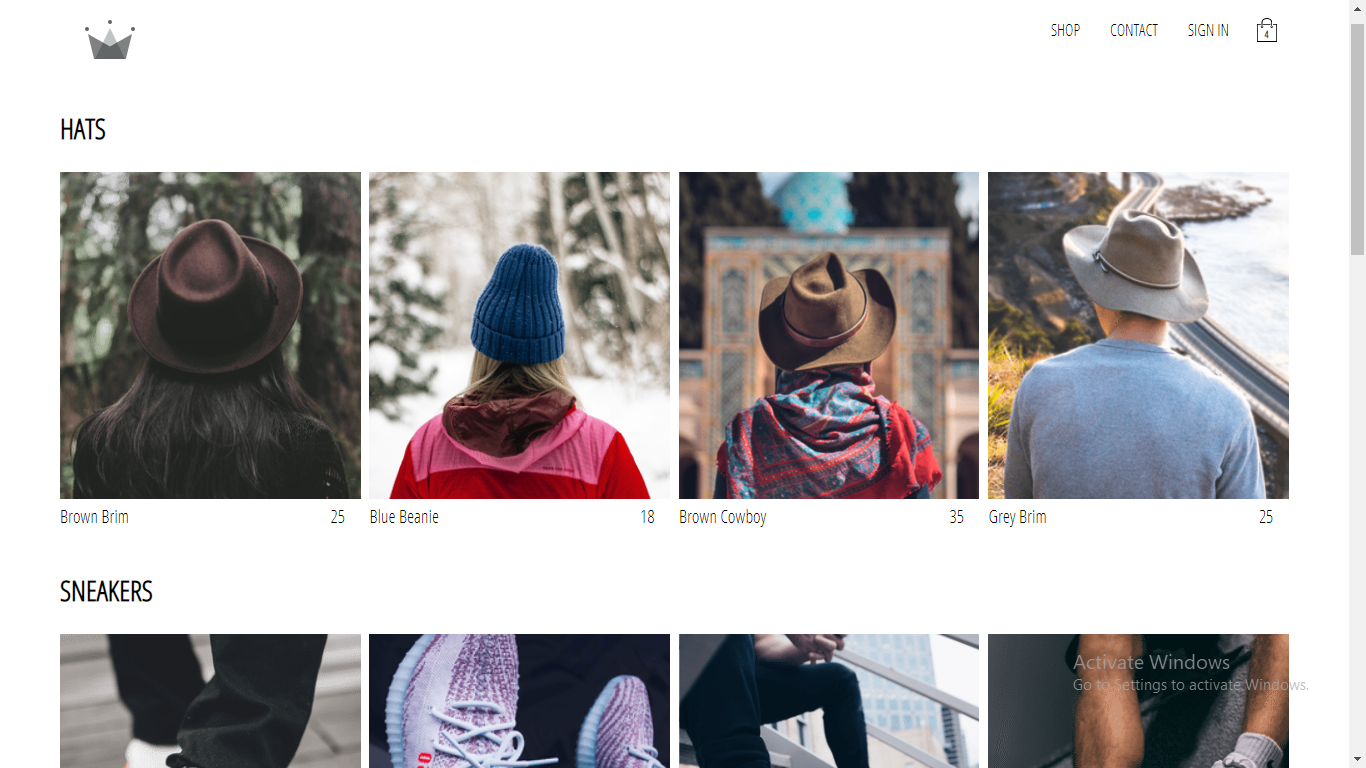 SHOP CONTACT SIGN IN 4
HATS
Brown Brim 25 Blue Beanie 18 Brown Cowboy 35 Grey Brim 25
SNEAKERS
Activate Windows
Go to Settings to activate Windows.